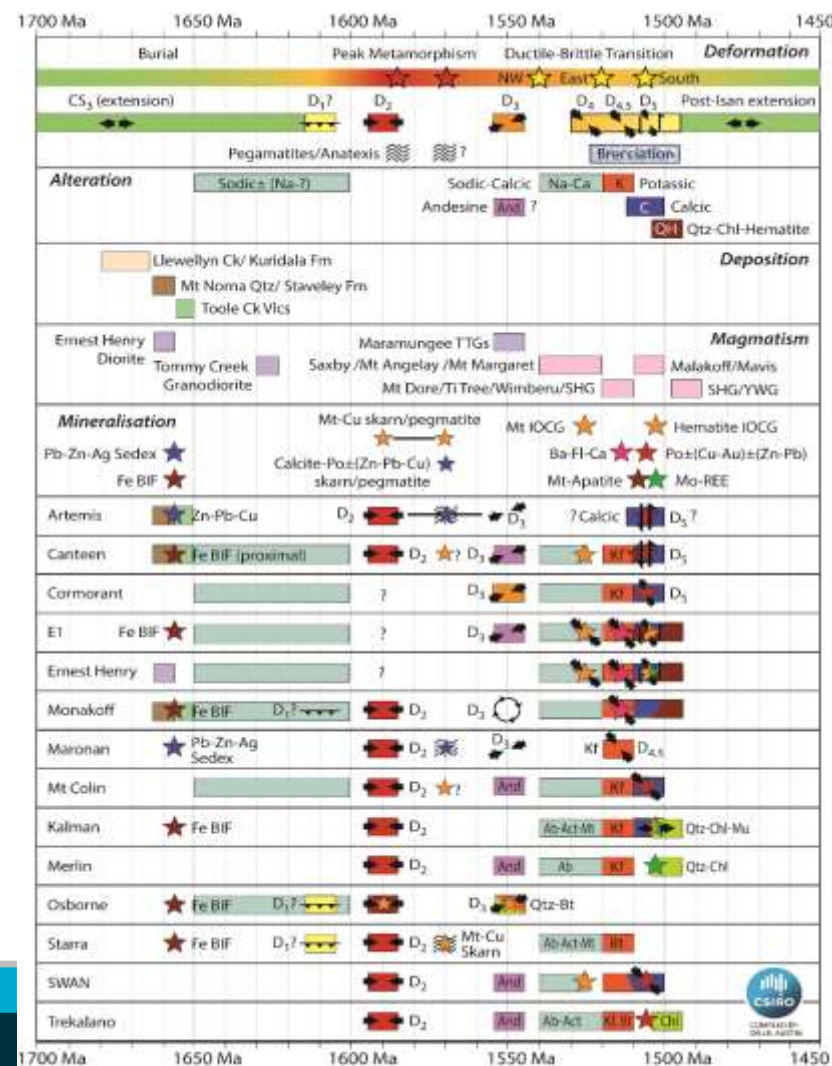 1700 Ma 1650 Ma 1600 Ma 1550 Ma 1500 Ma 1450
Burial Peak Metamorphism Ductile-Brittle Transition Deformation
NW East South
CS₃ (extension) D₁? D₂ D₃ D₄ D₄,₅ D₅ Post-Isan extension
Pegamatites/Anatexis ? Brecciation
Alteration Sodic± (Na-?) Sodic-Calcic Na-Ca K Potassic
Andesine And ? C Calcic
QH Qtz-Chl-Hematite
Llewellyn Ck/ Kuridala Fm Deposition
Mt Norna Qtz/ Staveley Fm
Toole Ck Vlcs
Ernest Henry Diorite Maramungee TTGs Magmatism
Tommy Creek Granodiorite Saxby /Mt Angelay /Mt Margaret Malakoff/Mavis
Mt Dore/Ti Tree/Wimberu/SHG SHG/YWG
Mineralisation Mt-Cu skarn/pegmatite Mt IOCG Hematite IOCG
Pb-Zn-Ag Sedex Calcite-Po±(Zn-Pb-Cu) skarn/pegmatite Ba-Fl-Ca Po±(Cu-Au)±(Zn-Pb)
Fe BIF Mt-Apatite Mo-REE
Artemis Zn-Pb-Cu D₂ D₃ ? Calcic D₅ ?
Canteen Fe BIF (proximal) D₂ ? D₃ Kf D₅
Cormorant ? D₃ Kf D₅
E1 Fe BIF ? D₃
Ernest Henry ?
Monakoff Fe BIF D₁? D₂ D₃
Maronan Pb-Zn-Ag Sedex D₂ D₃ Kf D₄,₅
Mt Colin D₂ ? And Kf
Kalman Fe BIF D₂ Ab-Act-Mt Kf Qtz-Chl-Mu
Merlin D₂ And Ab Kf Qtz-Chl
Osborne Fe BIF D₁? D₃ Qtz-Bt
Starra Fe BIF D₁? D₂ Mt-Cu Skarn Ab-Act-Mt Bt
SWAN D₂ And
Trekalano D₂ And Ab-Act Kf, Bt Chl
CSIRO
COMPILED BY:
DR J.R. AUSTIN
1700 Ma 1650 Ma 1600 Ma 1550 Ma 1500 Ma 1450